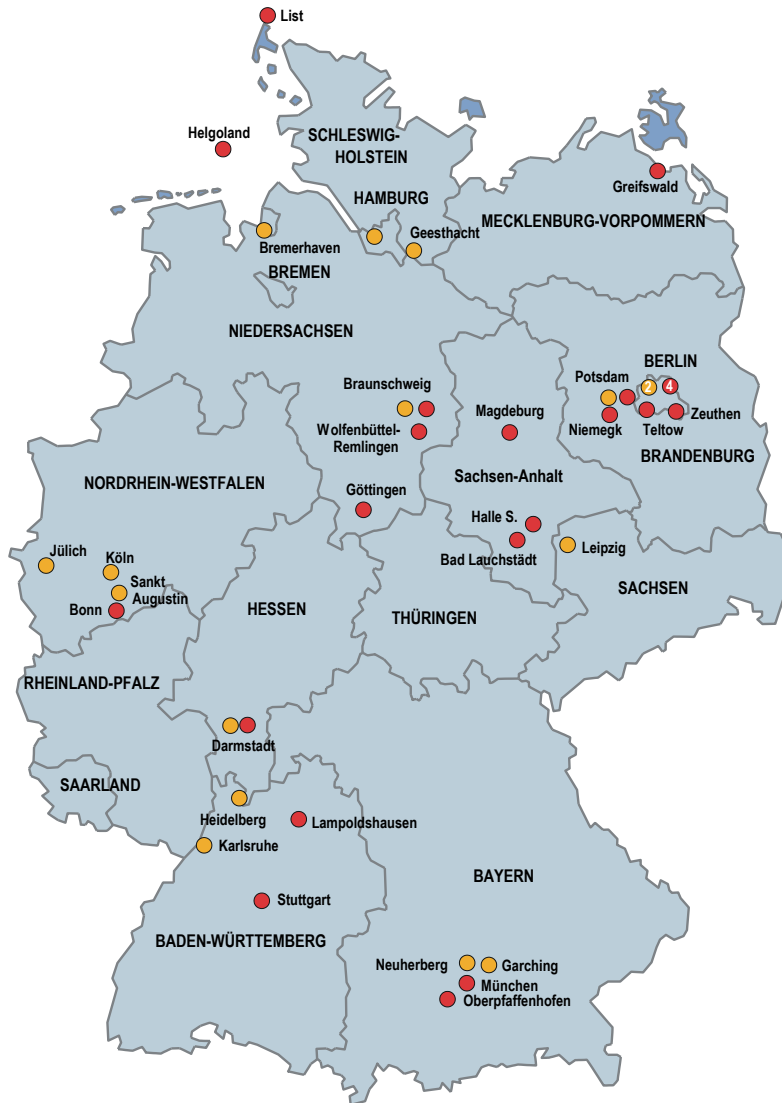 List
Helgoland
SCHLESWIG-
HOLSTEIN
Greifswald
HAMBURG
MECKLENBURG-VORPOMMERN
Geesthacht
Bremerhaven
BREMEN
NIEDERSACHSEN
BERLIN
Potsdam
2
4
Braunschweig
Magdeburg
Zeuthen
Niemegk
Teltow
Wolfenbüttel-
Remlingen
BRANDENBURG
Sachsen-Anhalt
NORDRHEIN-WESTFALEN
Göttingen
Halle S.
Jülich
Köln
Bad Lauchstädt
Leipzig
Sankt
Augustin
Bonn
HESSEN
THÜRINGEN
SACHSEN
RHEINLAND-PFALZ
Darmstadt
SAARLAND
Heidelberg
Lampoldshausen
Karlsruhe
BAYERN
Stuttgart
BADEN-WÜRTTEMBERG
Neuherberg
Garching
München
Oberpfaffenhofen